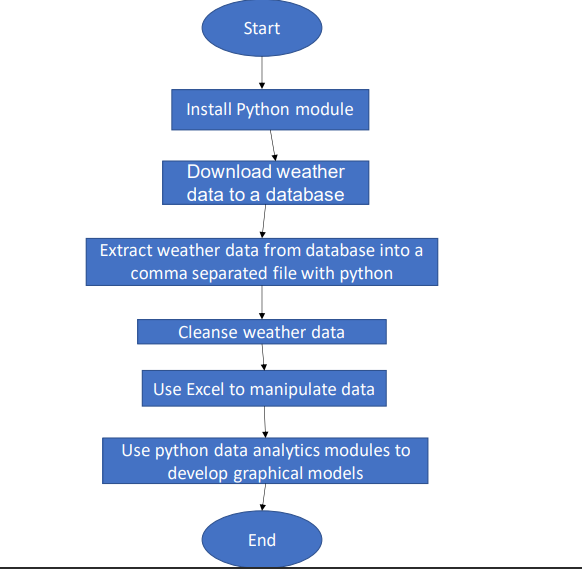 Start
Install Python module
Download weather
data to a database
Extract weather data from database into a
comma separated file with python
Cleanse weather data
Use Excel to manipulate data
Use python data analytics modules to
develop graphical models
End